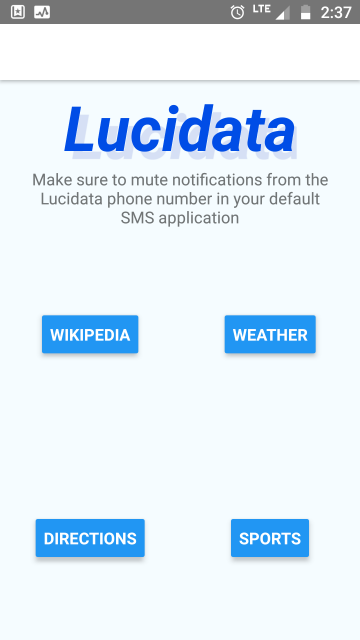 LTE 2:37
Lucidata
Make sure to mute notifications from the
Lucidata phone number in your default
SMS application
WIKIPEDIA WEATHER
DIRECTIONS SPORTS